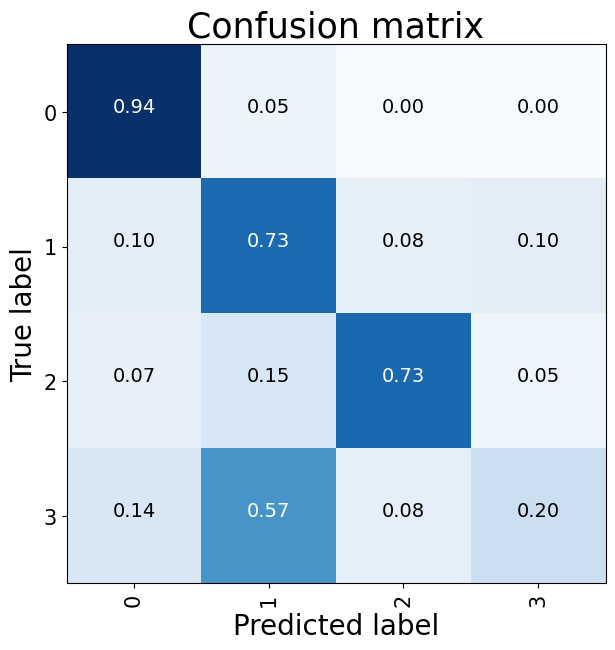 Confusion matrix
True label
0 0.94 0.05 0.00 0.00
1 0.10 0.73 0.08 0.10
2 0.07 0.15 0.73 0.05
3 0.14 0.57 0.08 0.20
0 1 2 3
Predicted label